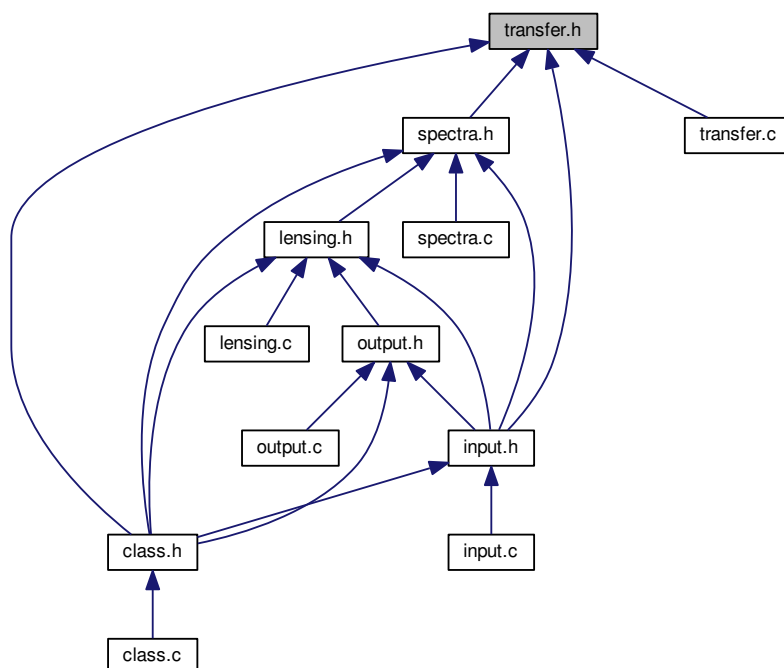 transfer.h
spectra.h
transfer.c
lensing.h
spectra.c
lensing.c
output.h
output.c
input.h
class.h
input.c
class.c